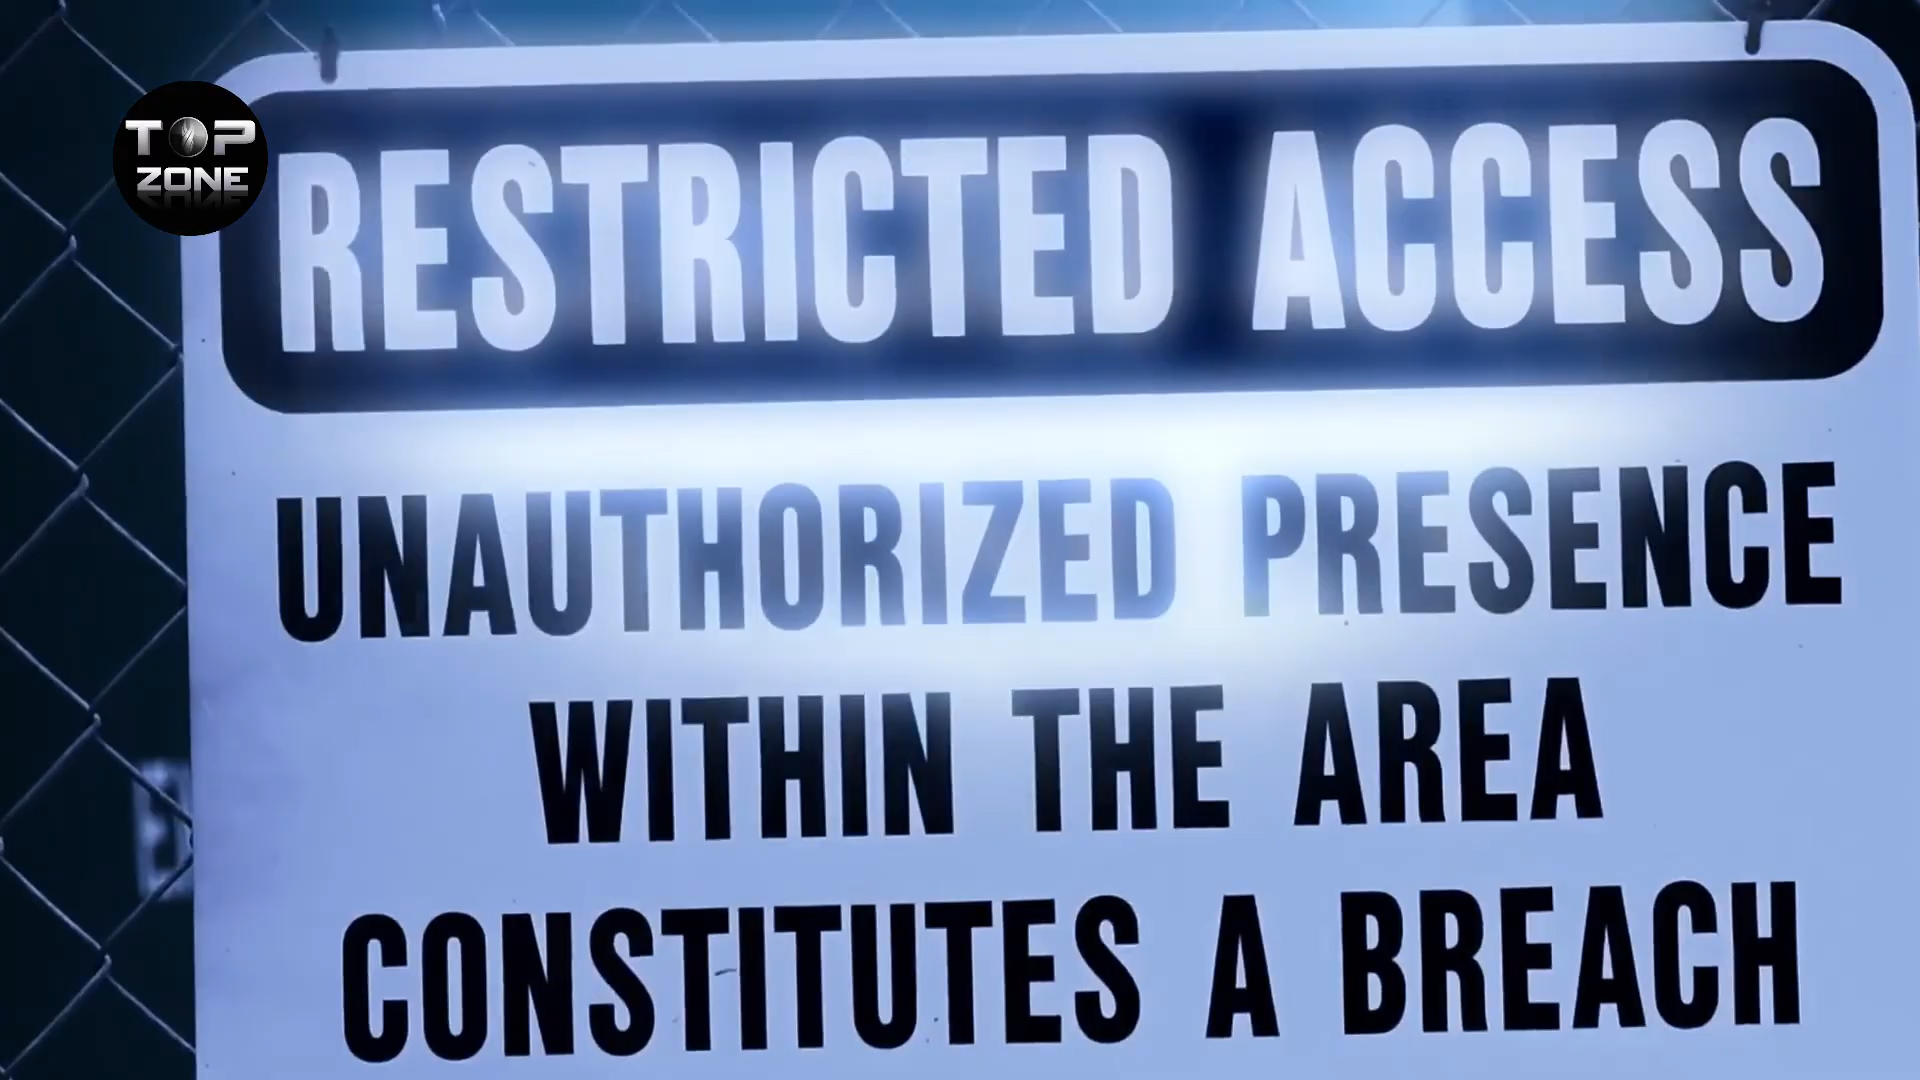 TOP
ZONE
RESTRICTED ACCESS
UNAUTHORIZED PRESENCE
WITHIN THE AREA
CONSTITUTES A BREACH